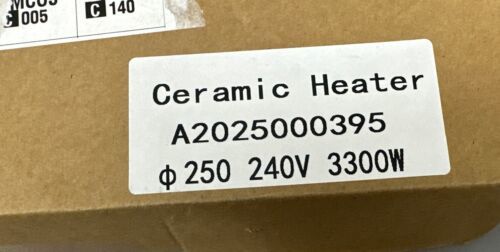 005
C 140
Ceramic Heater
A2025000395
φ250 240V 3300W